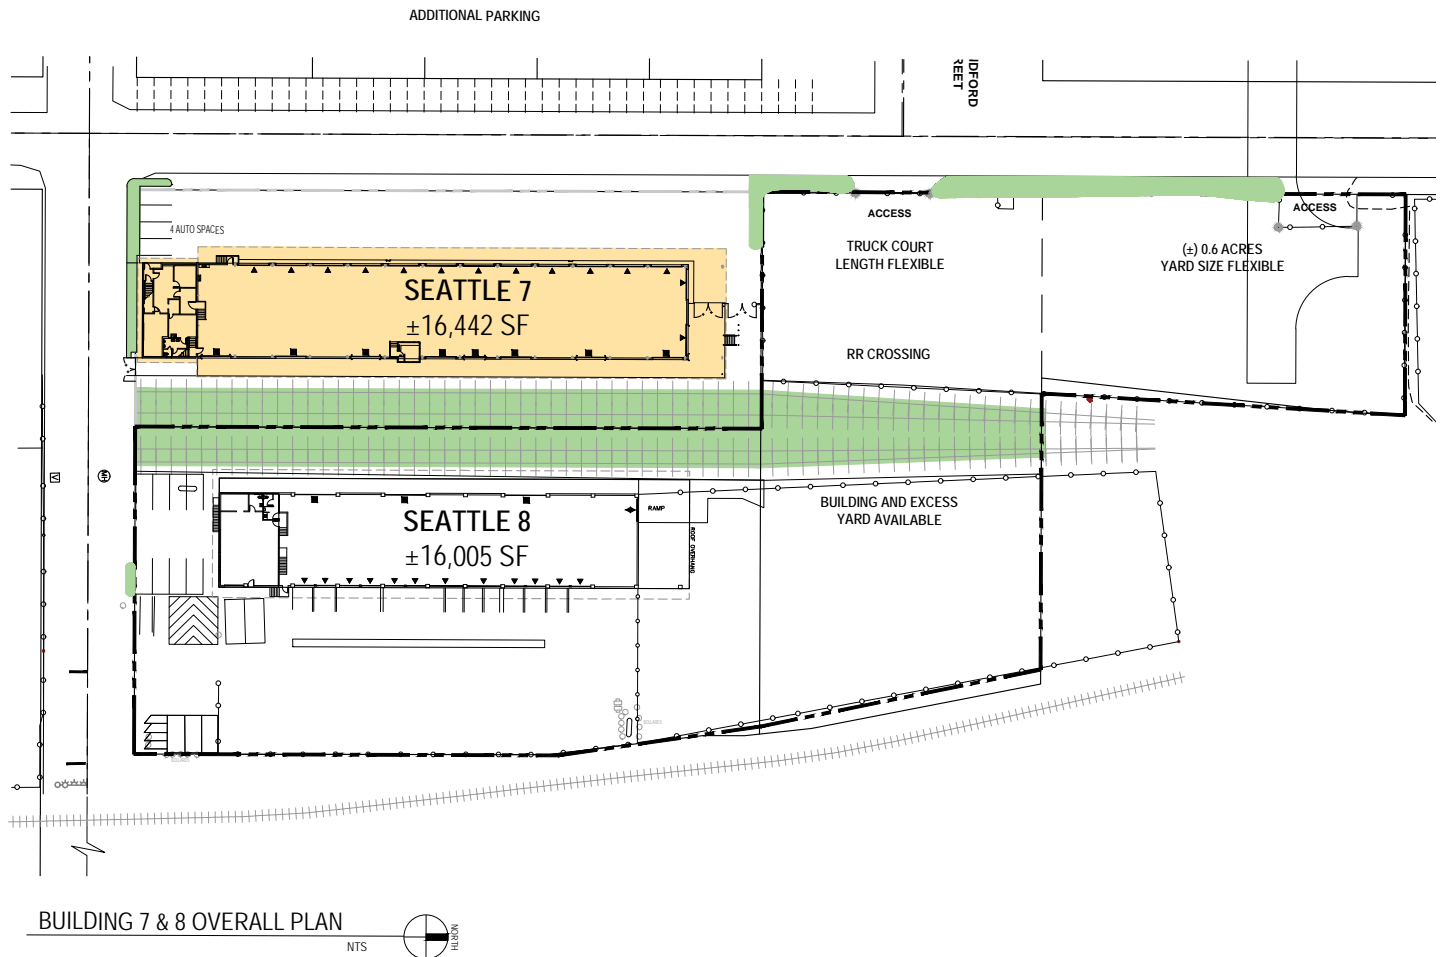 ADDITIONAL PARKING
IDFORD
REET
ACCESS
ACCESS
4 AUTO SPACES
TRUCK COURT
LENGTH FLEXIBLE
(±) 0.6 ACRES
YARD SIZE FLEXIBLE
SEATTLE 7
±16,442 SF
RR CROSSING
SEATTLE 8
±16,005 SF
RAMP
ROOF OVERHANG
BUILDING AND EXCESS
YARD AVAILABLE
BUILDING 7 & 8 OVERALL PLAN
NTS
NORTH